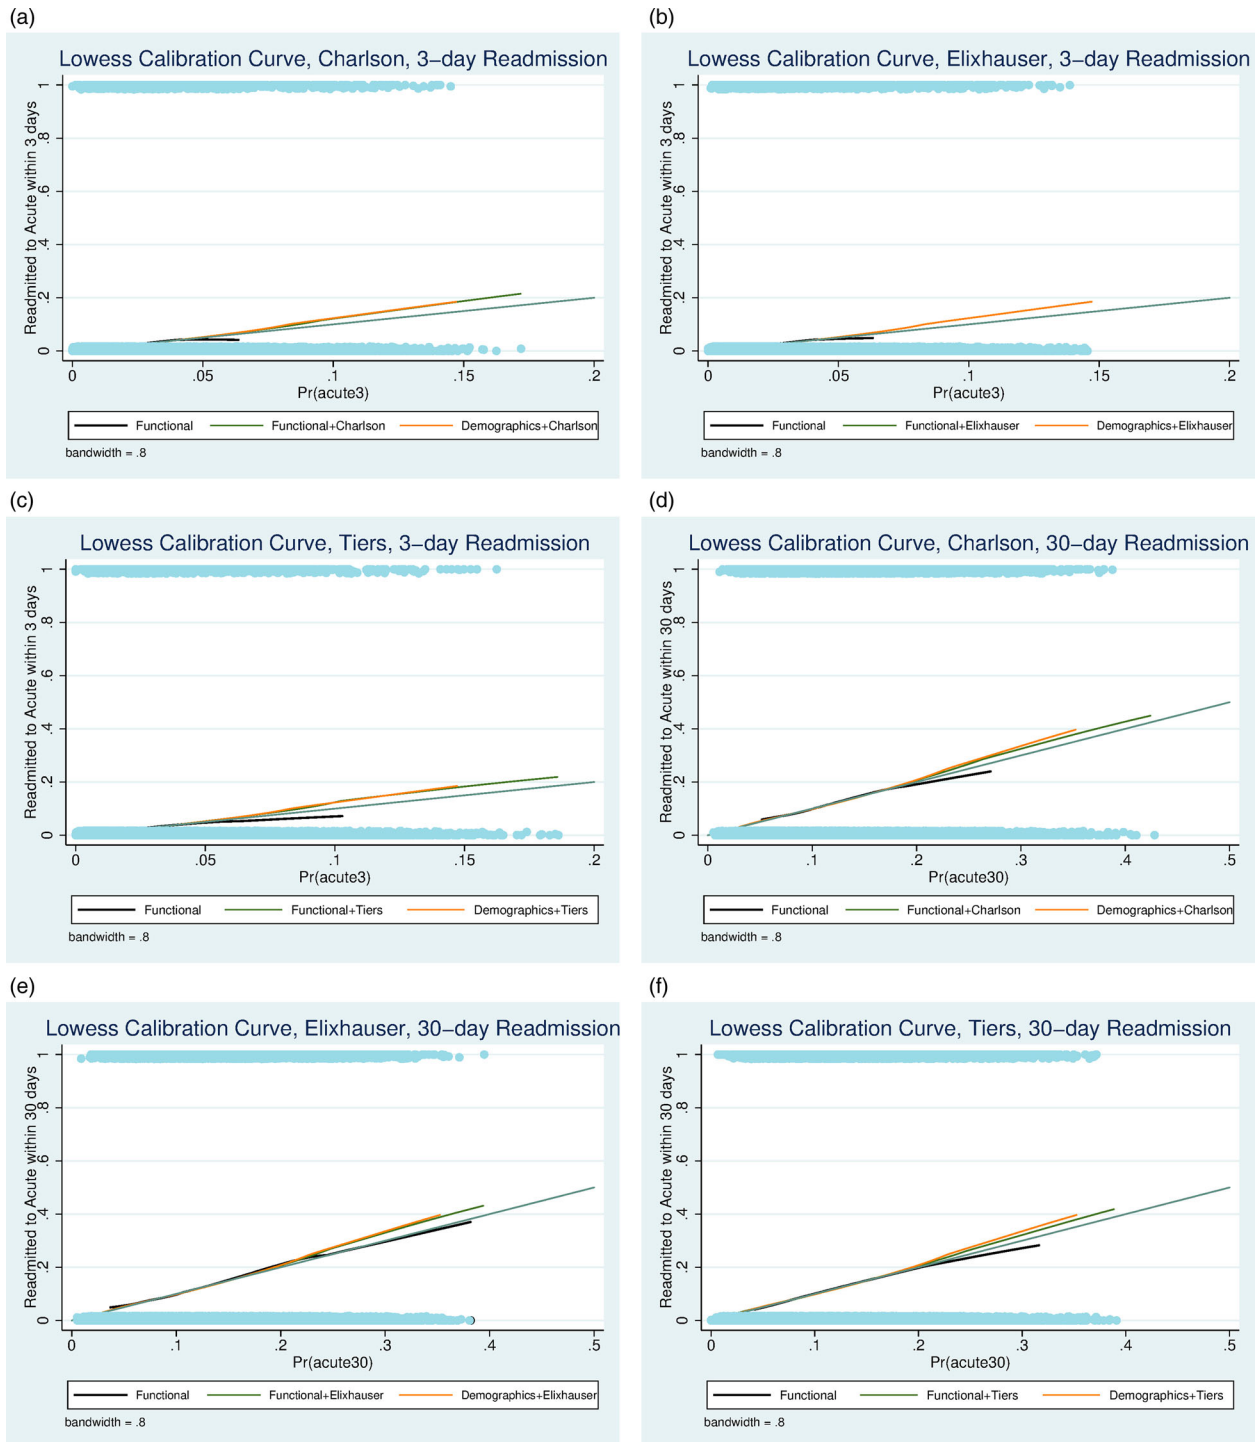 (a)
Lowess Calibration Curve, Charlson, 3−day Readmission
Readmitted to Acute within 3 days
1
.8
.6
.4
.2
0
0 .05 .1 .15 .2
Pr(acute3)
Functional Functional+Charlson Demographics+Charlson
bandwidth = .8
(b)
Lowess Calibration Curve, Elixhauser, 3−day Readmission
Readmitted to Acute within 3 days
1
.8
.6
.4
.2
0
0 .05 .1 .15 .2
Pr(acute3)
Functional Functional+Elixhauser Demographics+Elixhauser
bandwidth = .8
(c)
Lowess Calibration Curve, Tiers, 3−day Readmission
Readmitted to Acute within 3 days
1
.8
.6
.4
.2
0
0 .05 .1 .15 .2
Pr(acute3)
Functional Functional+Tiers Demographics+Tiers
bandwidth = .8
(d)
Lowess Calibration Curve, Charlson, 30−day Readmission
Readmitted to Acute within 30 days
1
.8
.6
.4
.2
0
0 .1 .2 .3 .4 .5
Pr(acute30)
Functional Functional+Charlson Demographics+Charlson
bandwidth = .8
(e)
Lowess Calibration Curve, Elixhauser, 30−day Readmission
Readmitted to Acute within 30 days
1
.8
.6
.4
.2
0
0 .1 .2 .3 .4 .5
Pr(acute30)
Functional Functional+Elixhauser Demographics+Elixhauser
bandwidth = .8
(f)
Lowess Calibration Curve, Tiers, 30−day Readmission
Readmitted to Acute within 30 days
1
.8
.6
.4
.2
0
0 .1 .2 .3 .4 .5
Pr(acute30)
Functional Functional+Tiers Demographics+Tiers
bandwidth = .8